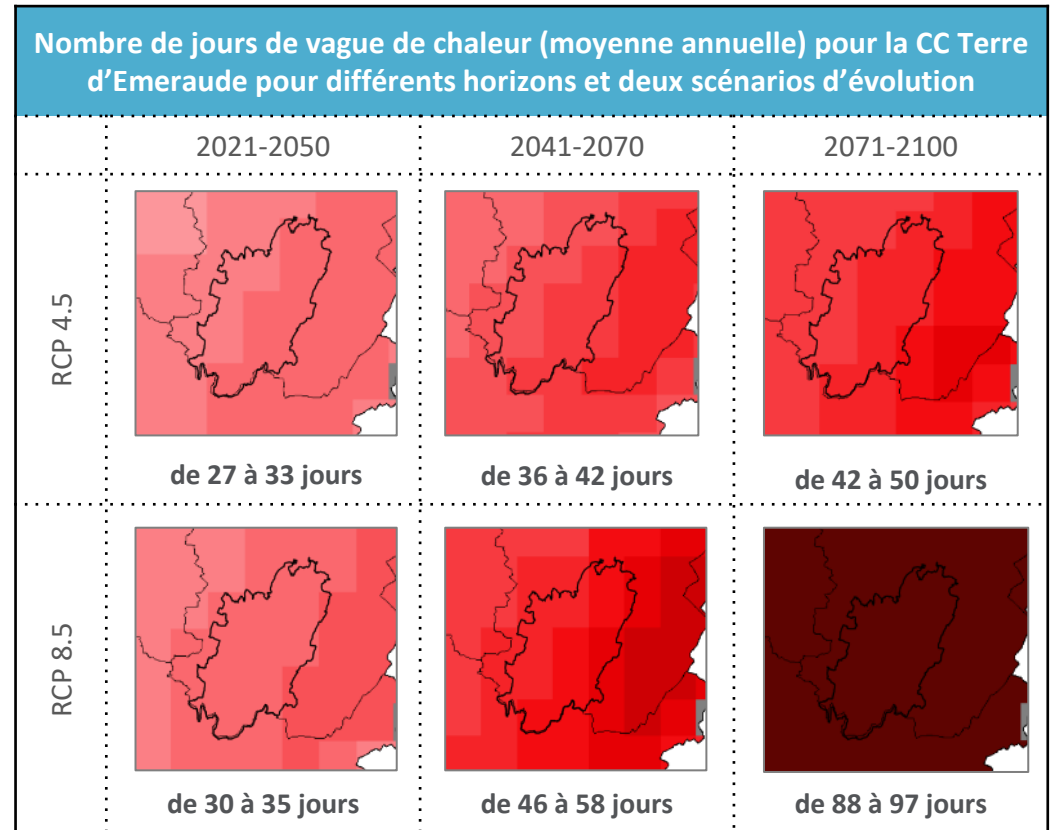 Nombre de jours de vague de chaleur (moyenne annuelle) pour la CC Terre
d'Emeraude pour différents horizons et deux scénarios d'évolution
2021-2050
2041-2070
2071-2100
RCP 4.5
de 27 à 33 jours
de 36 à 42 jours
de 42 à 50 jours
RCP 8.5
de 30 à 35 jours
de 46 à 58 jours
de 88 à 97 jours